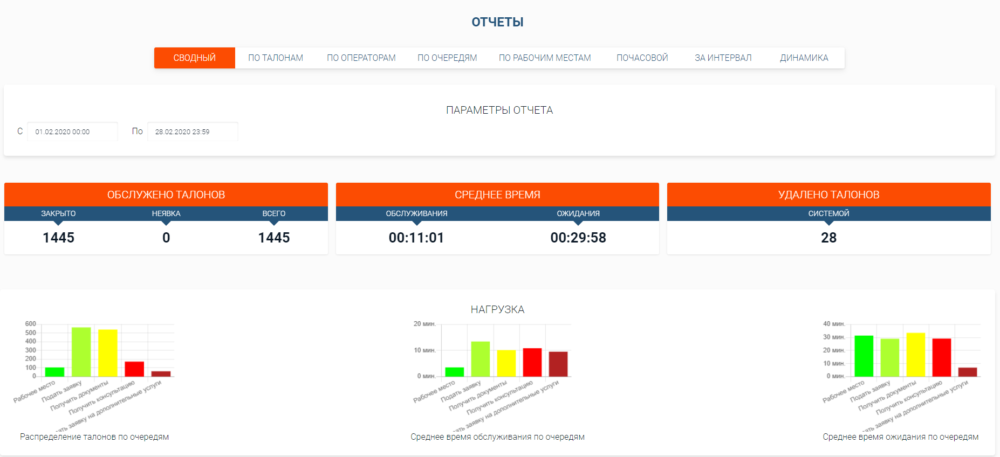 ОТЧЕТЫ
СВОДНЫЙ ПО ТАЛОНАМ ПО ОПЕРАТОРАМ ПО ОЧЕРЕДЯМ ПО РАБОЧИМ МЕСТАМ ПОЧАСОВОЙ ЗА ИНТЕРВАЛ ДИНАМИКА
ПАРАМЕТРЫ ОТЧЕТА
С 01.02.2020 00:00 По 28.02.2020 23:59
ОБСЛУЖЕНО ТАЛОНОВ
ЗАКРЫТО НЕЯВКА ВСЕГО
1445 0 1445
СРЕДНЕЕ ВРЕМЯ
ОБСЛУЖИВАНИЯ ОЖИДАНИЯ
00:11:01 00:29:58
УДАЛЕНО ТАЛОНОВ
СИСТЕМОЙ
28
НАГРУЗКА
600
500
400
300
200
100
0
Рабочее место
Подать заявку
Получить документы
Получить консультацию
ать заявку на дополнительные услуги
Распределение талонов по очередям
20 мин.
10 мин.
0 мин.
Рабочее место
Подать заявку
Получить документы
Получить консультацию
ать заявку на дополнительные услуги
Среднее время обслуживания по очередям
40 мин.
30 мин.
20 мин.
10 мин.
0 мин.
Рабочее место
Подать заявку
Получить документы
Получить консультацию
ать заявку на дополнительные услуги
Среднее время ожидания по очередям